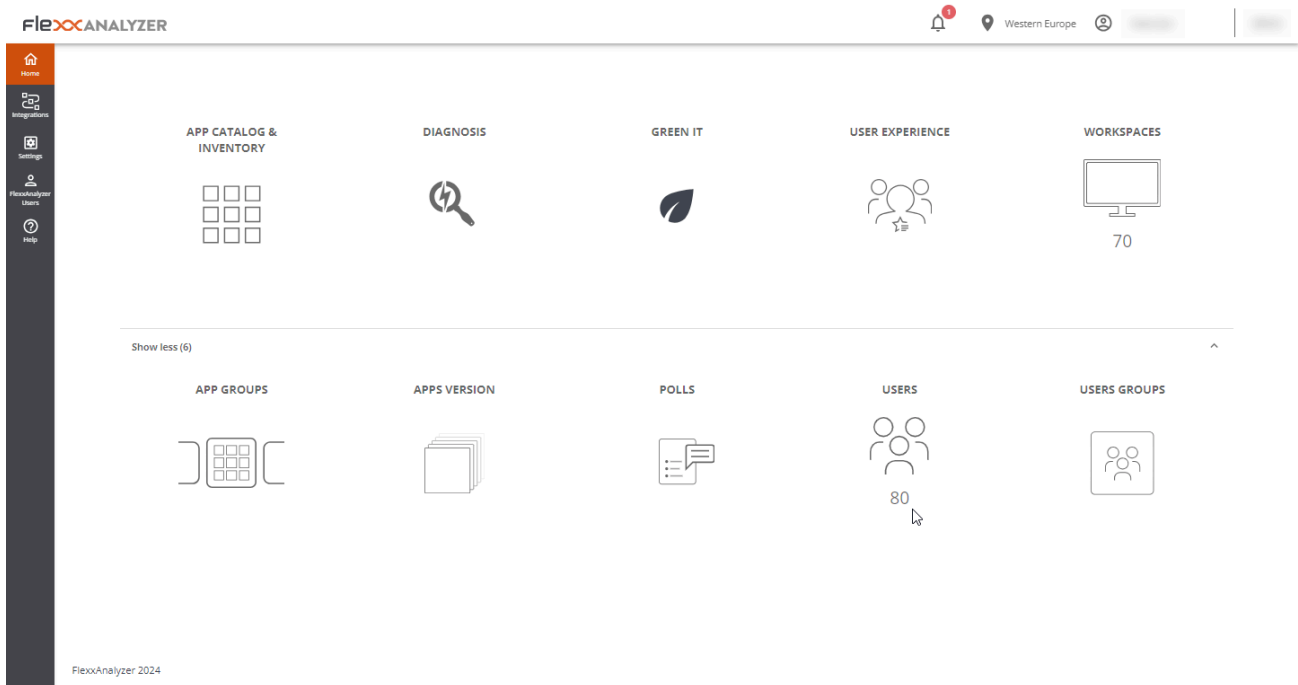 FlexxANALYZER
1
Western Europe
Home
Integrations
Settings
FlexxAnalyzer
Users
Help
APP CATALOG &
INVENTORY
DIAGNOSIS
GREEN IT
USER EXPERIENCE
WORKSPACES
70
Show less (6)
APP GROUPS
APPS VERSION
POLLS
USERS
USERS GROUPS
80
FlexxAnalyzer 2024